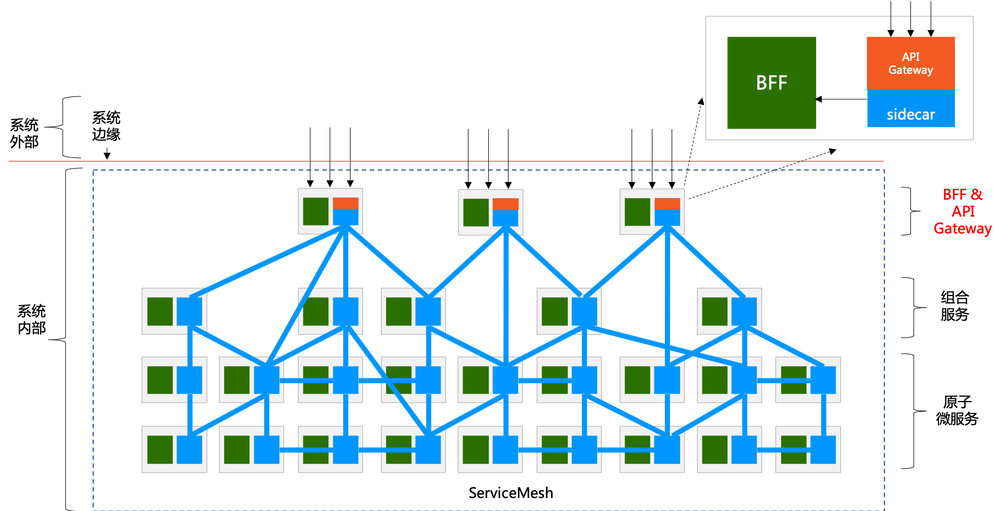 API
Gateway
BFF
sidecar
系统
外部
系统
边缘
BFF &
API
Gateway
系统
内部
组合
服务
原子
微服务
ServiceMesh